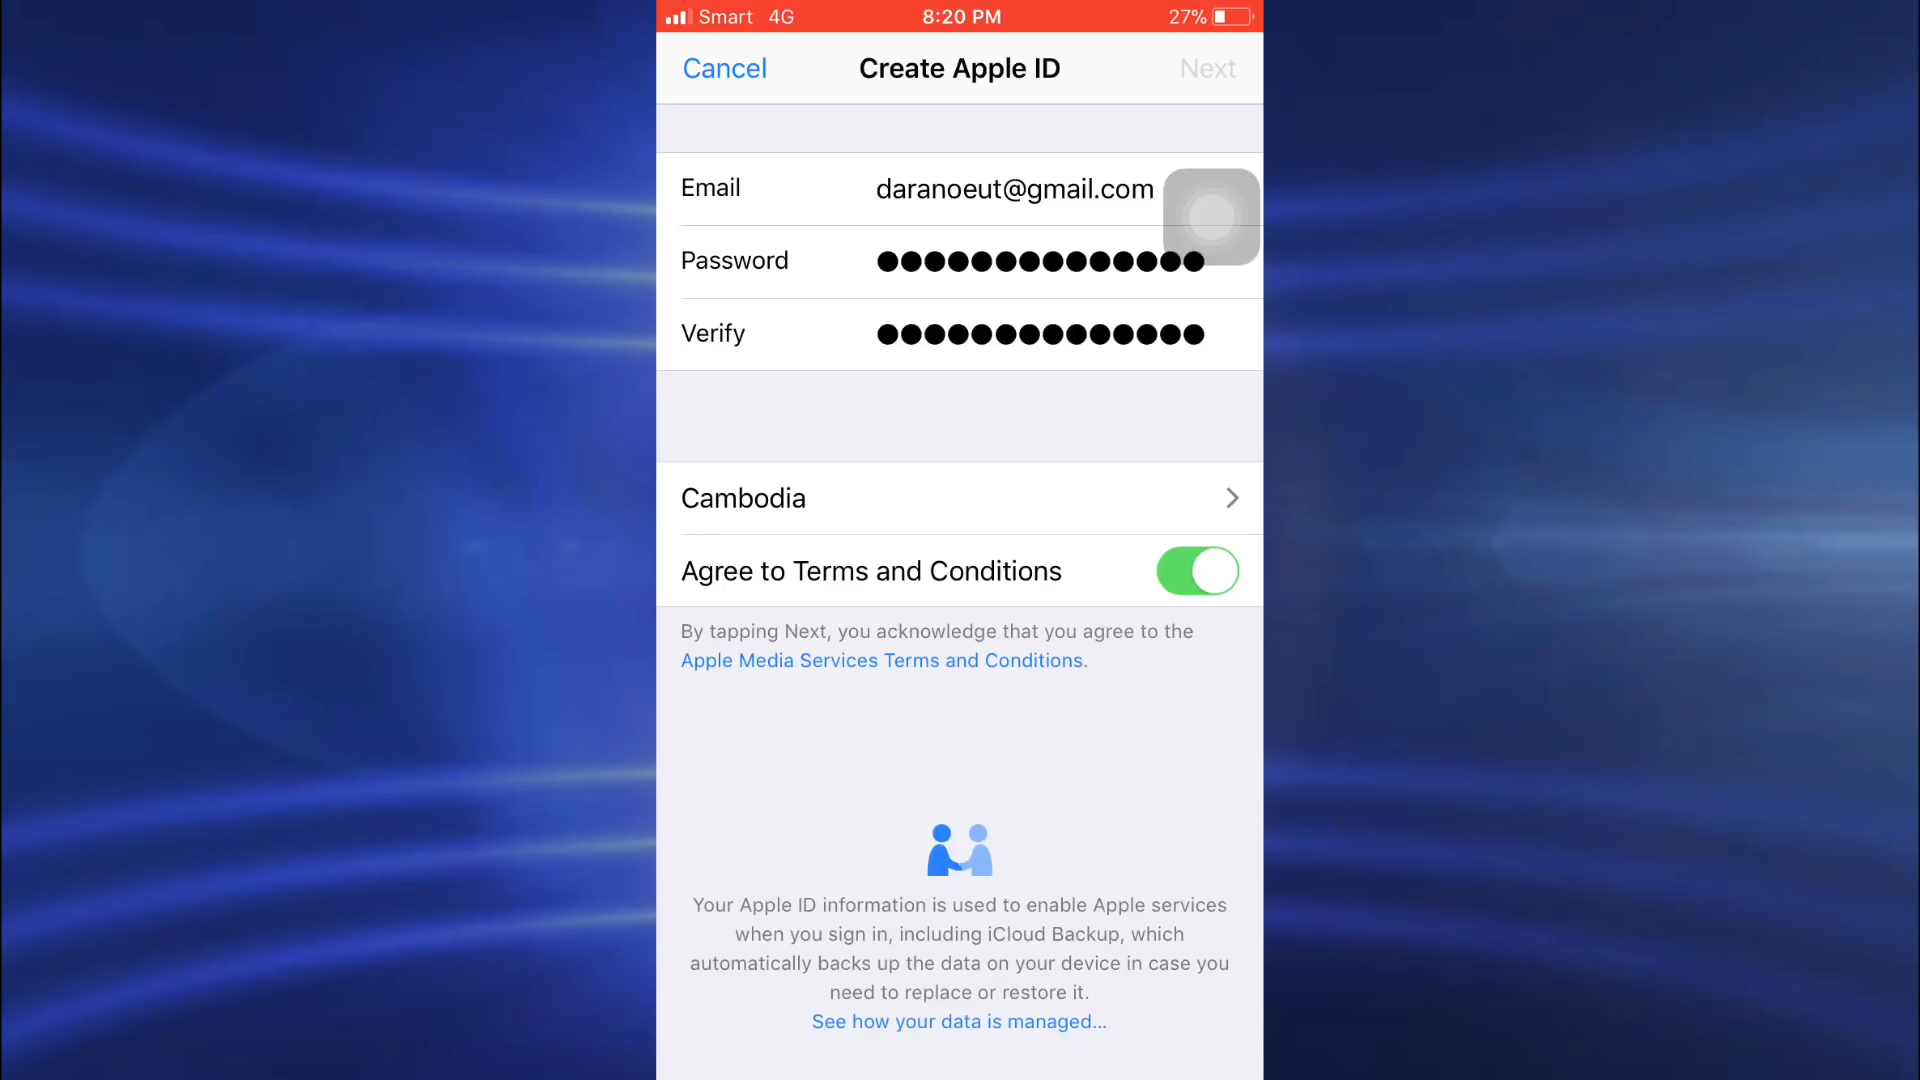 Smart 4G 8:20 PM 27%
Cancel Create Apple ID Next
Email daranoeut@gmail.com
Password ●●●●●●●●●●●●●●
Verify ●●●●●●●●●●●●●●
Cambodia
Agree to Terms and Conditions
By tapping Next, you acknowledge that you agree to the
Apple Media Services Terms and Conditions.
Your Apple ID information is used to enable Apple services
when you sign in, including iCloud Backup, which
automatically backs up the data on your device in case you
need to replace or restore it.
See how your data is managed...